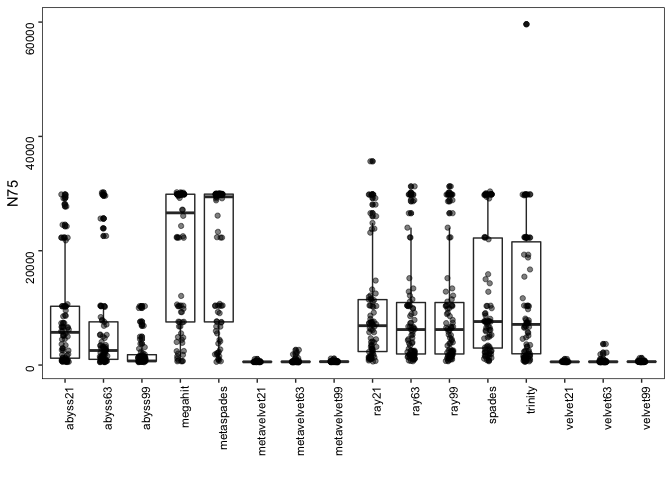 N75
60000
40000
20000
0
abyss21
abyss63
abyss99
megahit
metaspades
metavelvet21
metavelvet63
metavelvet99
ray21
ray63
ray99
spades
trinity
velvet21
velvet63
velvet99